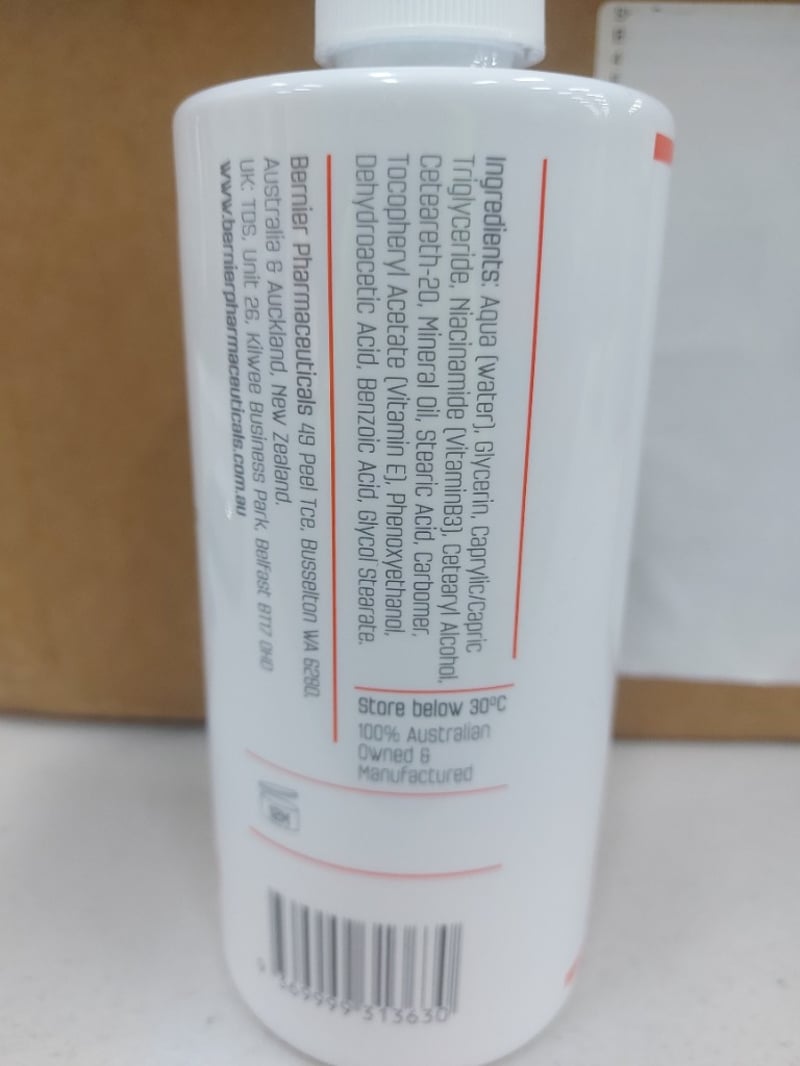 Ingredients: Aqua (water), Glycerin, Caprylic/Capric
Triglyceride, Niacinamide (VitaminB3), Cetearyl Alcohol,
Ceteareth-20, Mineral Oil, Stearic Acid, Carbomer,
Tocopheryl Acetate (Vitamin E), Phenoxyethanol,
Dehydroacetic Acid, Benzoic Acid, Glycol Stearate.
Bernier Pharmaceuticals 49 Peel Tce, Busselton WA 6280,
Australia & Auckland, New Zealand.
UK: TDS, Unit 26, Kilwee Business Park, Belfast BT17 0HD
www.bernierpharmaceuticals.com.au
Store below 30°C
100% Australian
Owned &
Manufactured
313630